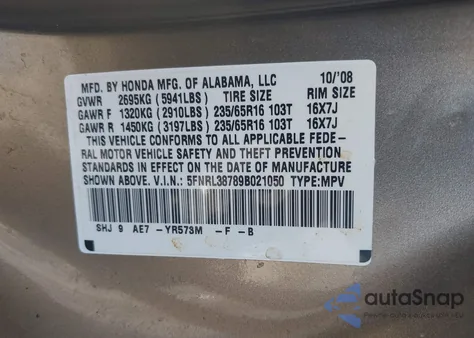 MFD. BY HONDA MFG. OF ALABAMA, LLC 10/'08
GVWR 2695KG (5941LBS) TIRE SIZE RIM SIZE
GAWR F 1320KG (2910LBS) 235/65R16 103T 16X7J
GAWR R 1450KG (3197LBS) 235/65R16 103T 16X7J
THIS VEHICLE CONFORMS TO ALL APPLICABLE FEDE-
RAL MOTOR VEHICLE SAFETY AND THEFT PREVENTION
STANDARDS IN EFFECT ON THE DATE OF MANUFACTURE
SHOWN ABOVE. V.I.N.: 5FNRL38789B021050 TYPE:MPV
SHJ 9 AE7 -YR573M -F -B
autoSnap